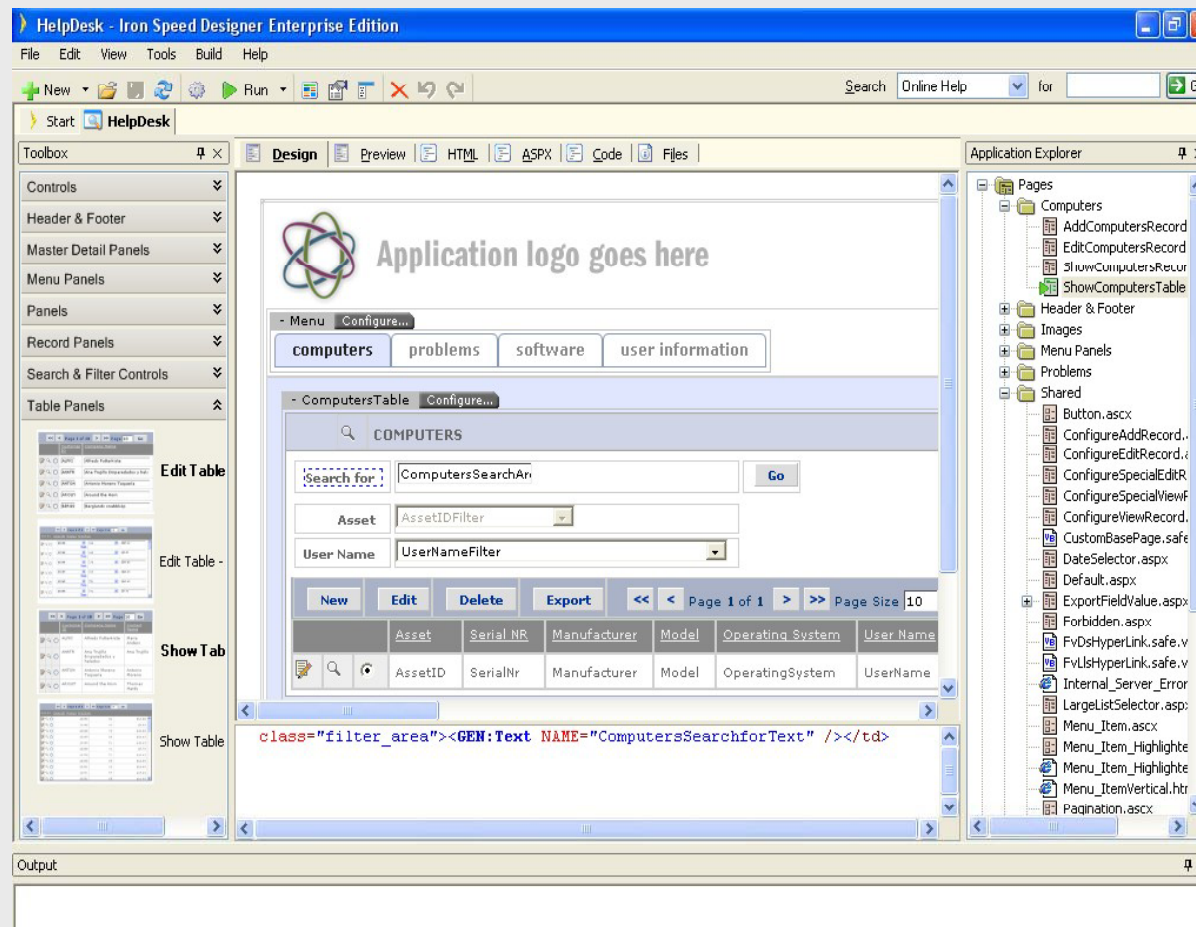 HelpDesk - Iron Speed Designer Enterprise Edition
File Edit View Tools Build Help
New Run Search Online Help for
Start HelpDesk
Toolbox
Controls
Header & Footer
Master Detail Panels
Menu Panels
Panels
Record Panels
Search & Filter Controls
Table Panels
Edit Table
Edit Table -
Show Tab
Show Table
Design Preview HTML ASPX Code Files
Application logo goes here
- Menu Configure...
computers problems software user information
- ComputersTable Configure...
COMPUTERS
Search for ComputersSearchAre Go
Asset AssetIDFilter
User Name UserNameFilter
New Edit Delete Export << < Page 1 of 1 > >> Page Size 10
Asset Serial NR Manufacturer Model Operating System User Name
AssetID SerialNr Manufacturer Model OperatingSystem UserName
class="filter_area"><GEN:Text NAME="ComputersSearchforText" /></td>
Application Explorer
Pages
Computers
AddComputersRecord
EditComputersRecord
ShowComputersRecor
ShowComputersTable
Header & Footer
Images
Menu Panels
Problems
Shared
Button.ascx
ConfigureAddRecord.
ConfigureEditRecord.a
ConfigureSpecialEditR
ConfigureSpecialViewF
ConfigureViewRecord.
CustomBasePage.safe
DateSelector.aspx
Default.aspx
ExportFieldValue.aspx
Forbidden.aspx
FvDsHyperLink.safe.v
FvLlsHyperLink.safe.v
Internal_Server_Error
LargeListSelector.asp
Menu_Item.ascx
Menu_Item_Highlighte
Menu_Item_Highlighte
Menu_ItemVertical.htr
Pagination.ascx
Output